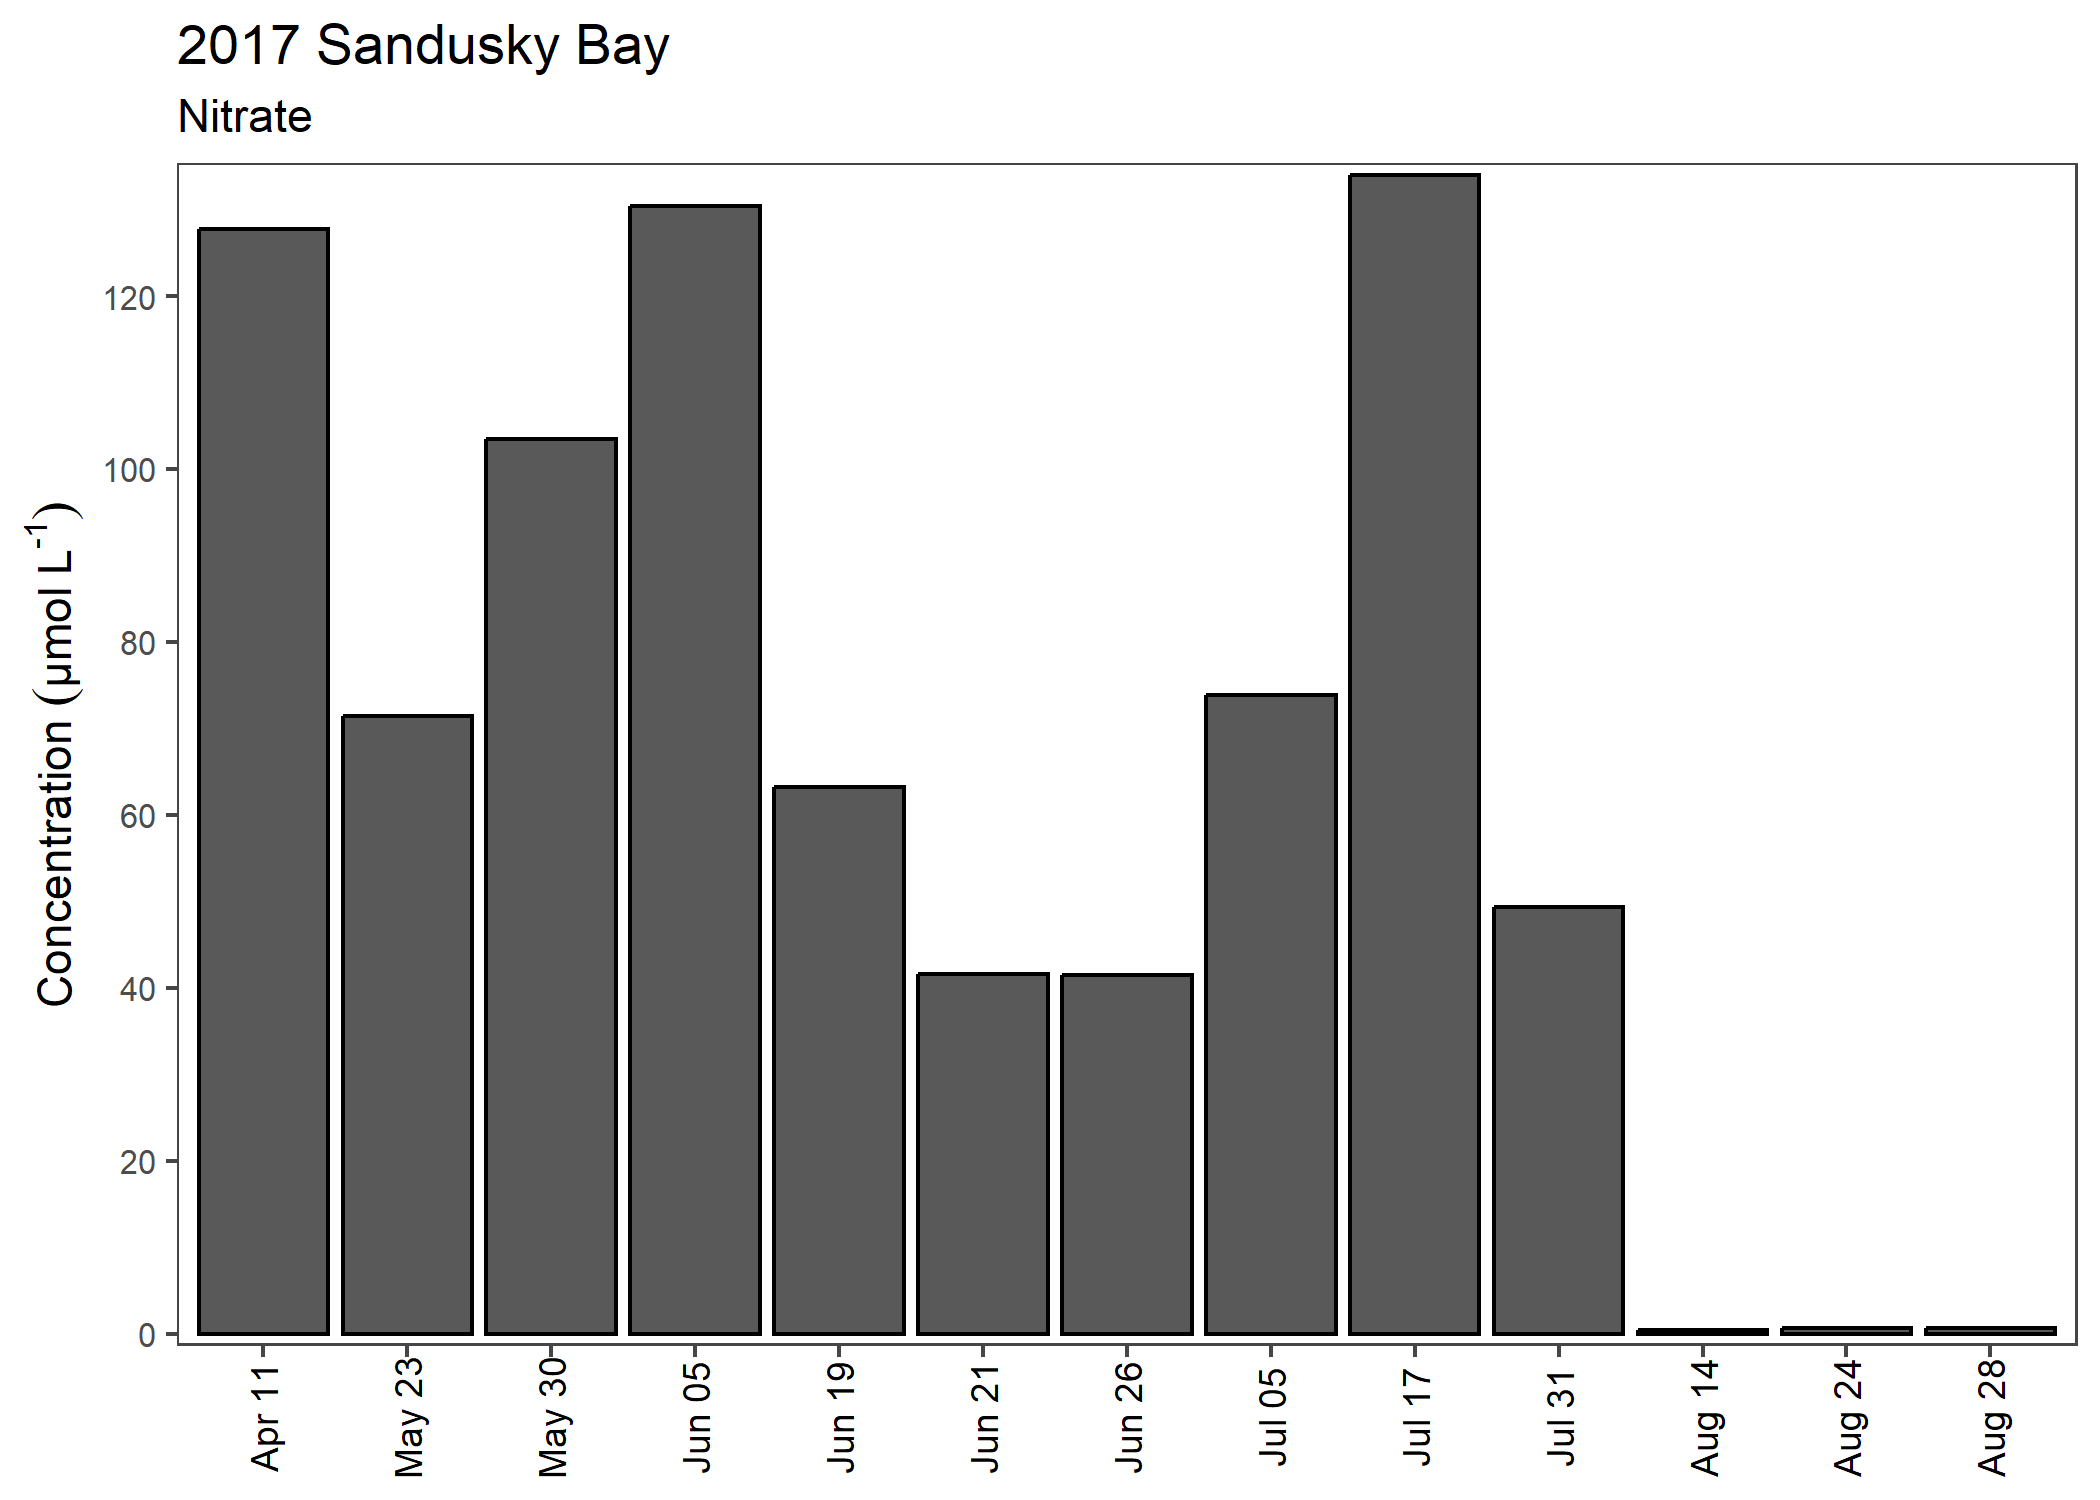 2017 Sandusky Bay
Nitrate
Concentration (µmol L-1)
120
100
80
60
40
20
0
Apr 11
May 23
May 30
Jun 05
Jun 19
Jun 21
Jun 26
Jul 05
Jul 17
Jul 31
Aug 14
Aug 24
Aug 28